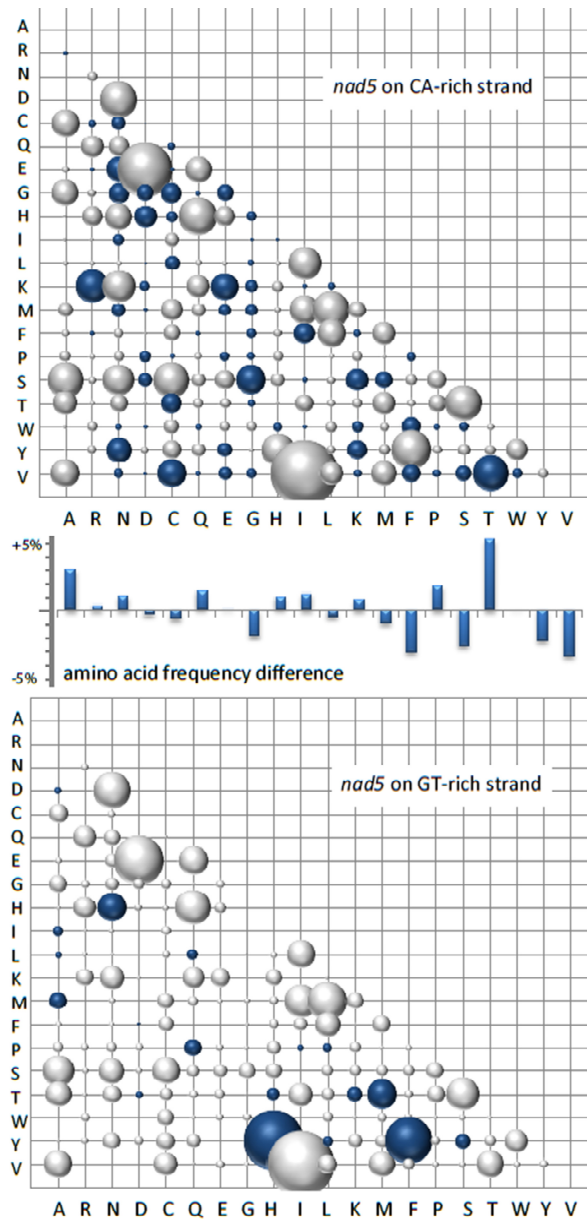 A
R
N
nad5 on CA-rich strand
D
C
Q
E
G
H
I
L
K
M
F
P
S
T
W
Y
V
A R N D C Q E G H I L K M F P S T W Y V
+5%
-5%
amino acid frequency difference
A
R
N
nad5 on GT-rich strand
D
C
Q
E
G
H
I
L
K
M
F
P
S
T
W
Y
V
A R N D C Q E G H I L K M F P S T W Y V